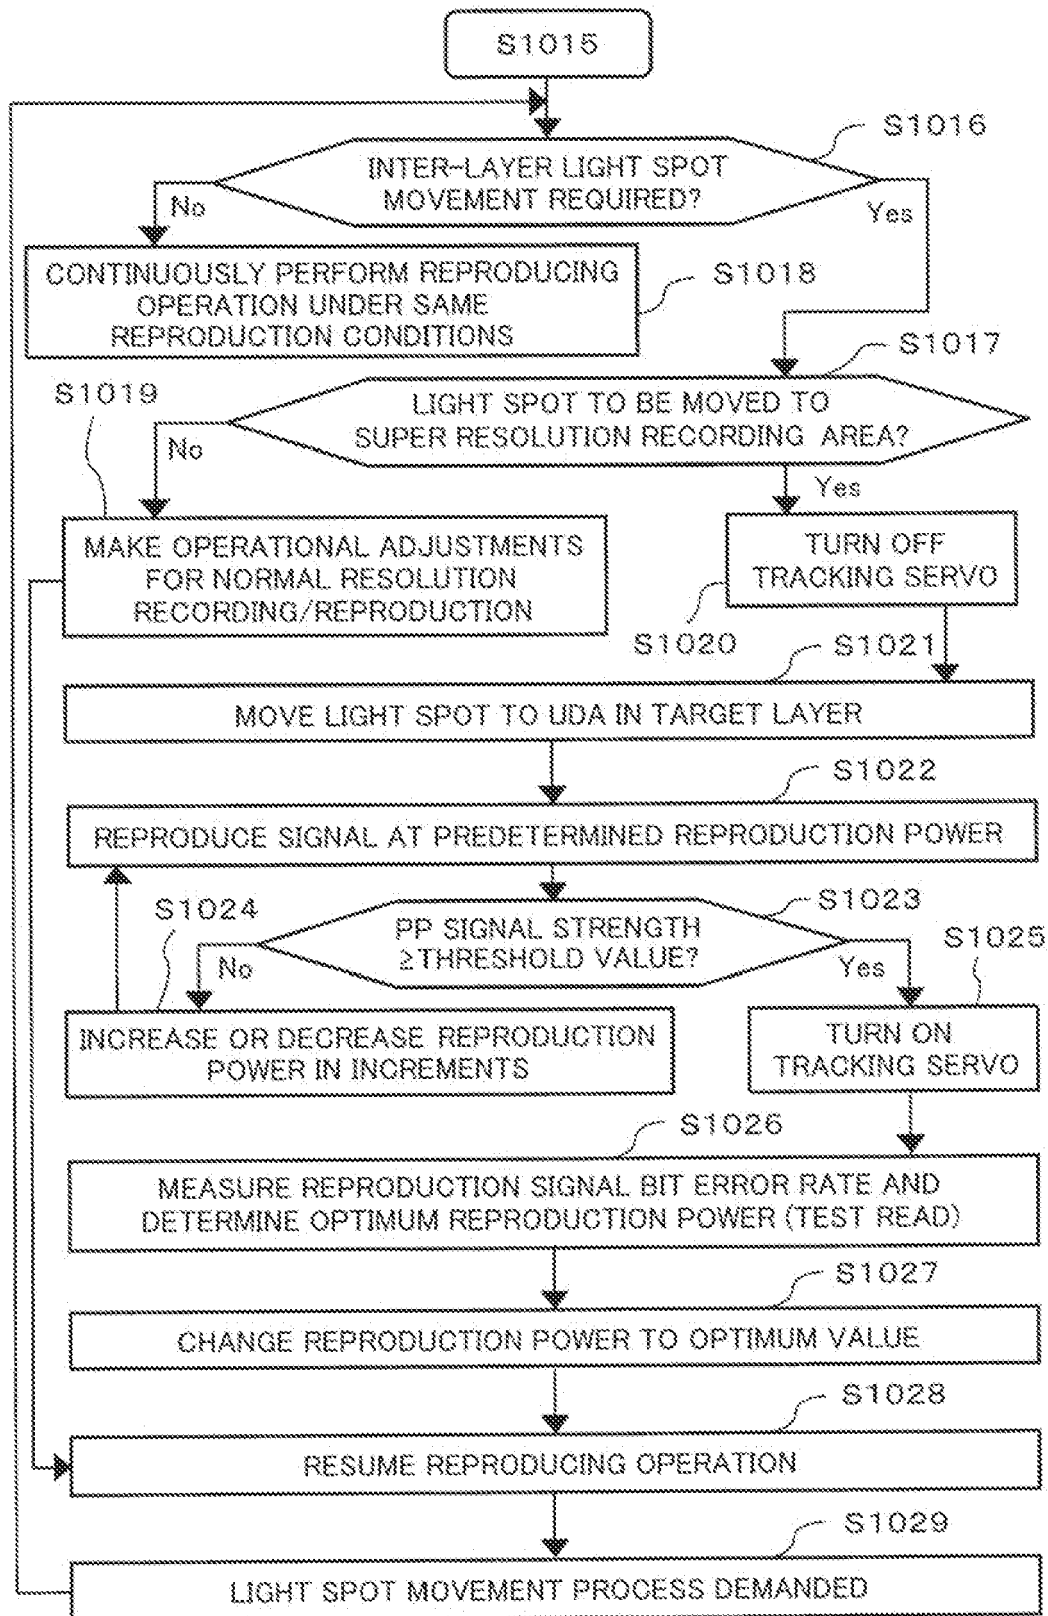 S1015
S1016
INTER-LAYER LIGHT SPOT
MOVEMENT REQUIRED?
No
Yes
CONTINUOUSLY PERFORM REPRODUCING
OPERATION UNDER SAME
REPRODUCTION CONDITIONS
S1018
S1017
LIGHT SPOT TO BE MOVED TO
SUPER RESOLUTION RECORDING AREA?
S1019
No
Yes
MAKE OPERATIONAL ADJUSTMENTS
FOR NORMAL RESOLUTION
RECORDING/REPRODUCTION
TURN OFF
TRACKING SERVO
S1020
S1021
MOVE LIGHT SPOT TO UDA IN TARGET LAYER
S1022
REPRODUCE SIGNAL AT PREDETERMINED REPRODUCTION POWER
S1023
PP SIGNAL STRENGTH
≥THRESHOLD VALUE?
S1024
No
Yes
S1025
INCREASE OR DECREASE REPRODUCTION
POWER IN INCREMENTS
TURN ON
TRACKING SERVO
S1026
MEASURE REPRODUCTION SIGNAL BIT ERROR RATE AND
DETERMINE OPTIMUM REPRODUCTION POWER (TEST READ)
S1027
CHANGE REPRODUCTION POWER TO OPTIMUM VALUE
S1028
RESUME REPRODUCING OPERATION
S1029
LIGHT SPOT MOVEMENT PROCESS DEMANDED